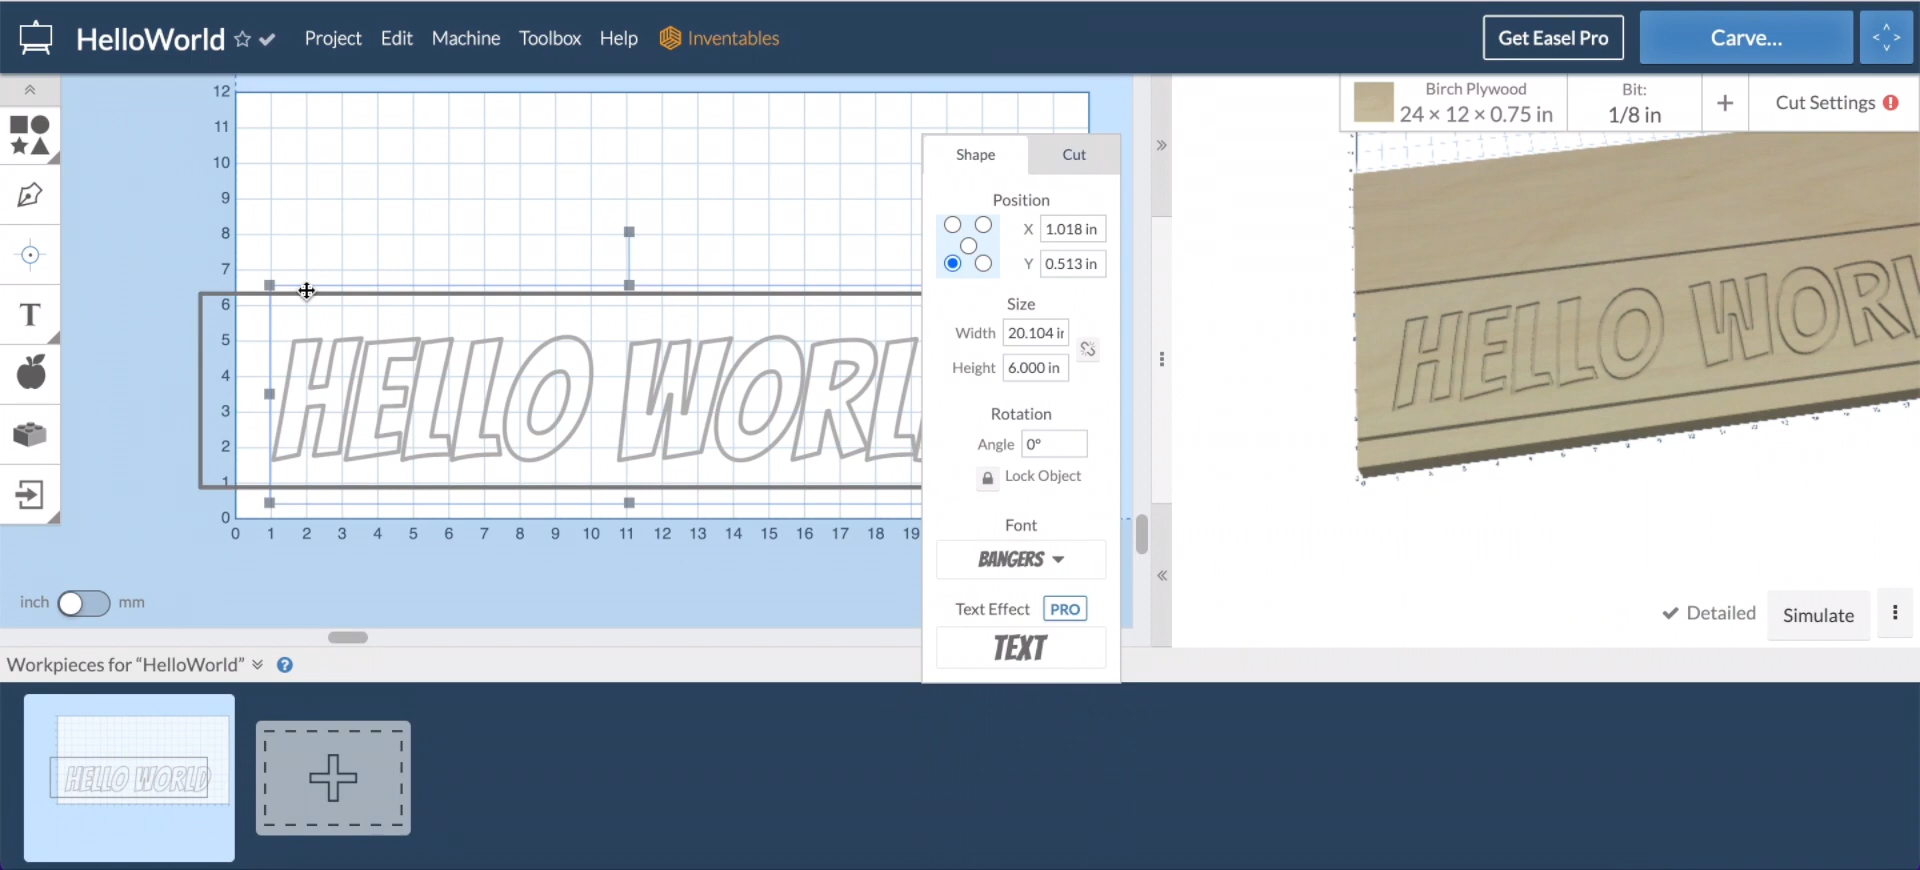 HelloWorld Project Edit Machine Toolbox Help Inventables Get Easel Pro Carve...
Birch Plywood
24 × 12 × 0.75 in
Bit:
1/8 in
+
Cut Settings
12
11
10
9
8
7
6
5
4
3
2
1
0
0 1 2 3 4 5 6 7 8 9 10 11 12 13 14 15 16 17 18 19
HELLO WORL
Shape Cut
Position
X 1.018 in
Y 0.513 in
Size
Width 20.104 ir
Height 6.000 in
Rotation
Angle 0°
Lock Object
Font
BANGERS
Text Effect PRO
TEXT
HELLO WORL
T
inch mm
Detailed Simulate
Workpieces for “HelloWorld” ?
HELLO WORLD